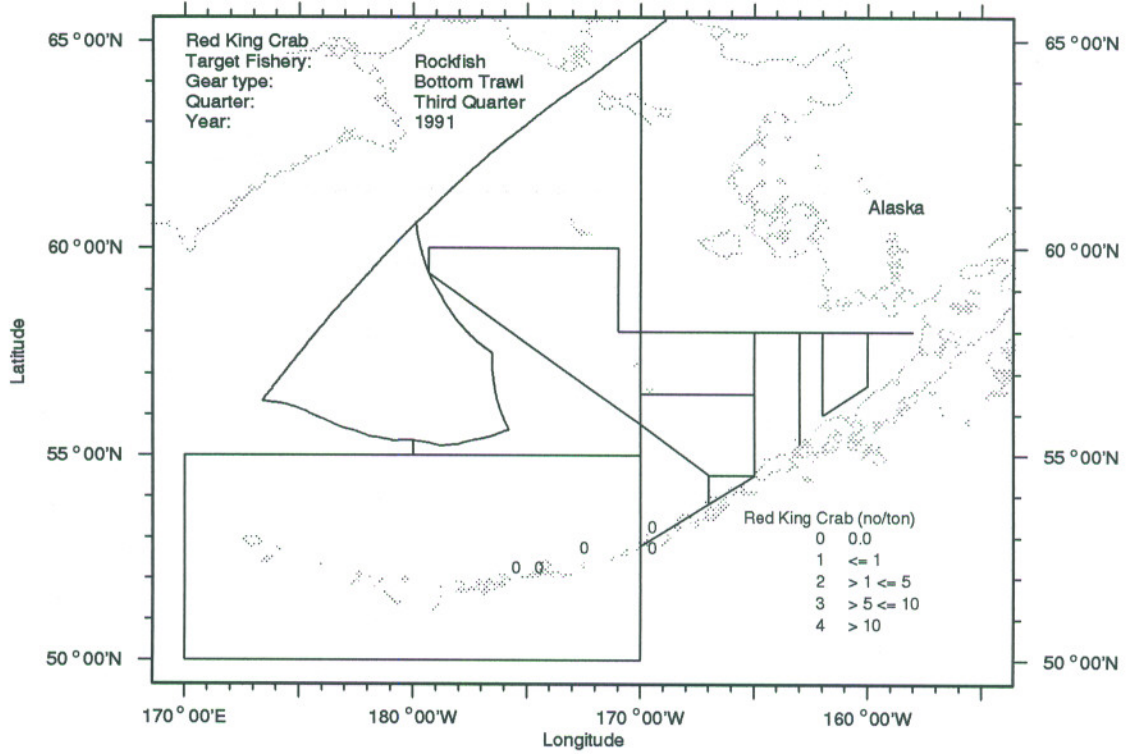 65 °00'N
65 °00'N
Red King Crab
Target Fishery: Rockfish
Gear type: Bottom Trawl
Quarter: Third Quarter
Year: 1991
Alaska
60 °00'N
60 °00'N
Latitude
55 °00'N
55 °00'N
0
0 0
0 0
Red King Crab (no/ton)
0 0.0
1 <= 1
2 > 1 <= 5
3 > 5 <= 10
4 > 10
50 °00'N
50 °00'N
170 °00'E
180 °00'W
170 °00'W
160 °00'W
Longitude